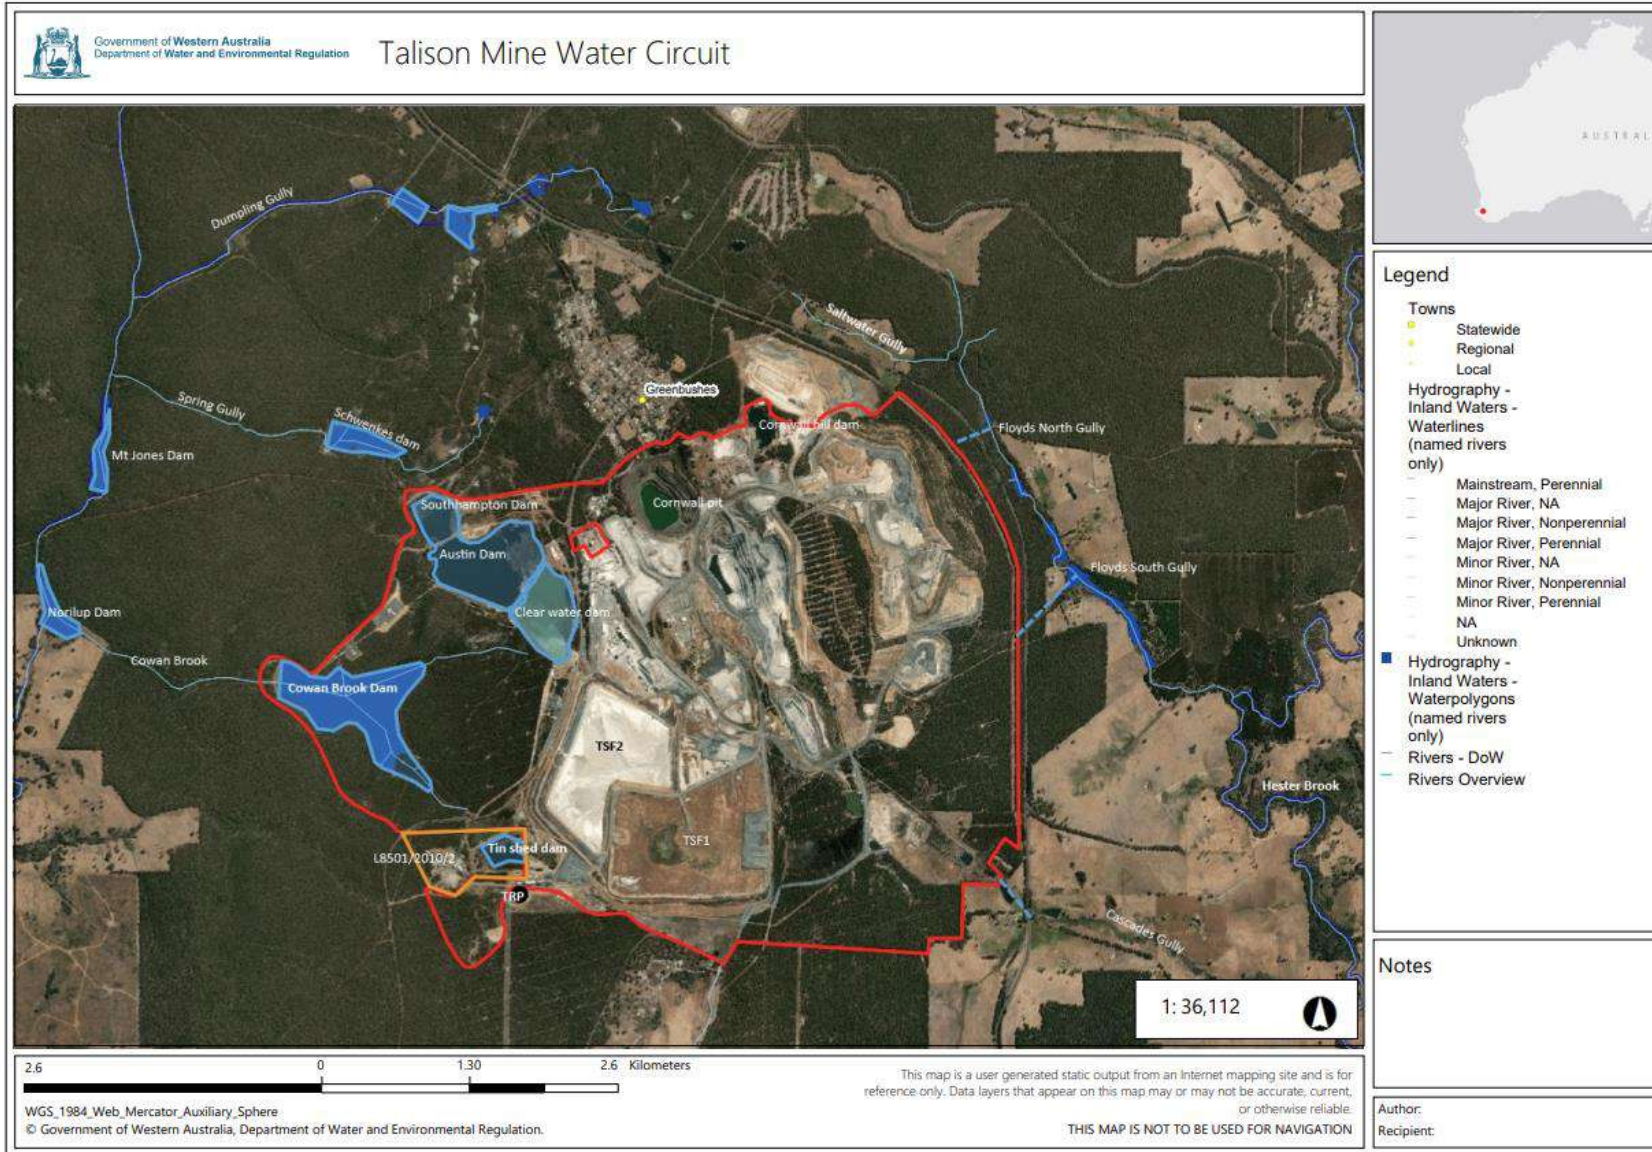 Government of Western Australia
Department of Water and Environmental Regulation
Talison Mine Water Circuit
AUSTRAL
Dumpling Gully
Saltwater Gully
Greenbushes
Spring Gully
Schwenkes dam
Cornwall hill dam
Floyds North Gully
Mt Jones Dam
Southhampton Dam
Cornwall pit
Austin Dam
Floyds South Gully
Norilup Dam
Clear water dam
Cowan Brook
Cowan Brook Dam
TSF2
Hester Brook
TSF1
Tin shed dam
L8501/2010/2
TRP
Cascades Gully
1: 36,112
Legend
Towns
Statewide
Regional
Local
Hydrography -
Inland Waters -
Waterlines
(named rivers
only)
Mainstream, Perennial
Major River, NA
Major River, Nonperennial
Major River, Perennial
Minor River, NA
Minor River, Nonperennial
Minor River, Perennial
NA
Unknown
Hydrography -
Inland Waters -
Waterpolygons
(named rivers
only)
Rivers - DoW
Rivers Overview
Notes
2.6 0 1.30 2.6 Kilometers
WGS_1984_Web_Mercator_Auxiliary_Sphere
© Government of Western Australia, Department of Water and Environmental Regulation.
This map is a user generated static output from an Internet mapping site and is for
reference only. Data layers that appear on this map may or may not be accurate, current,
or otherwise reliable.
THIS MAP IS NOT TO BE USED FOR NAVIGATION
Author:
Recipient: